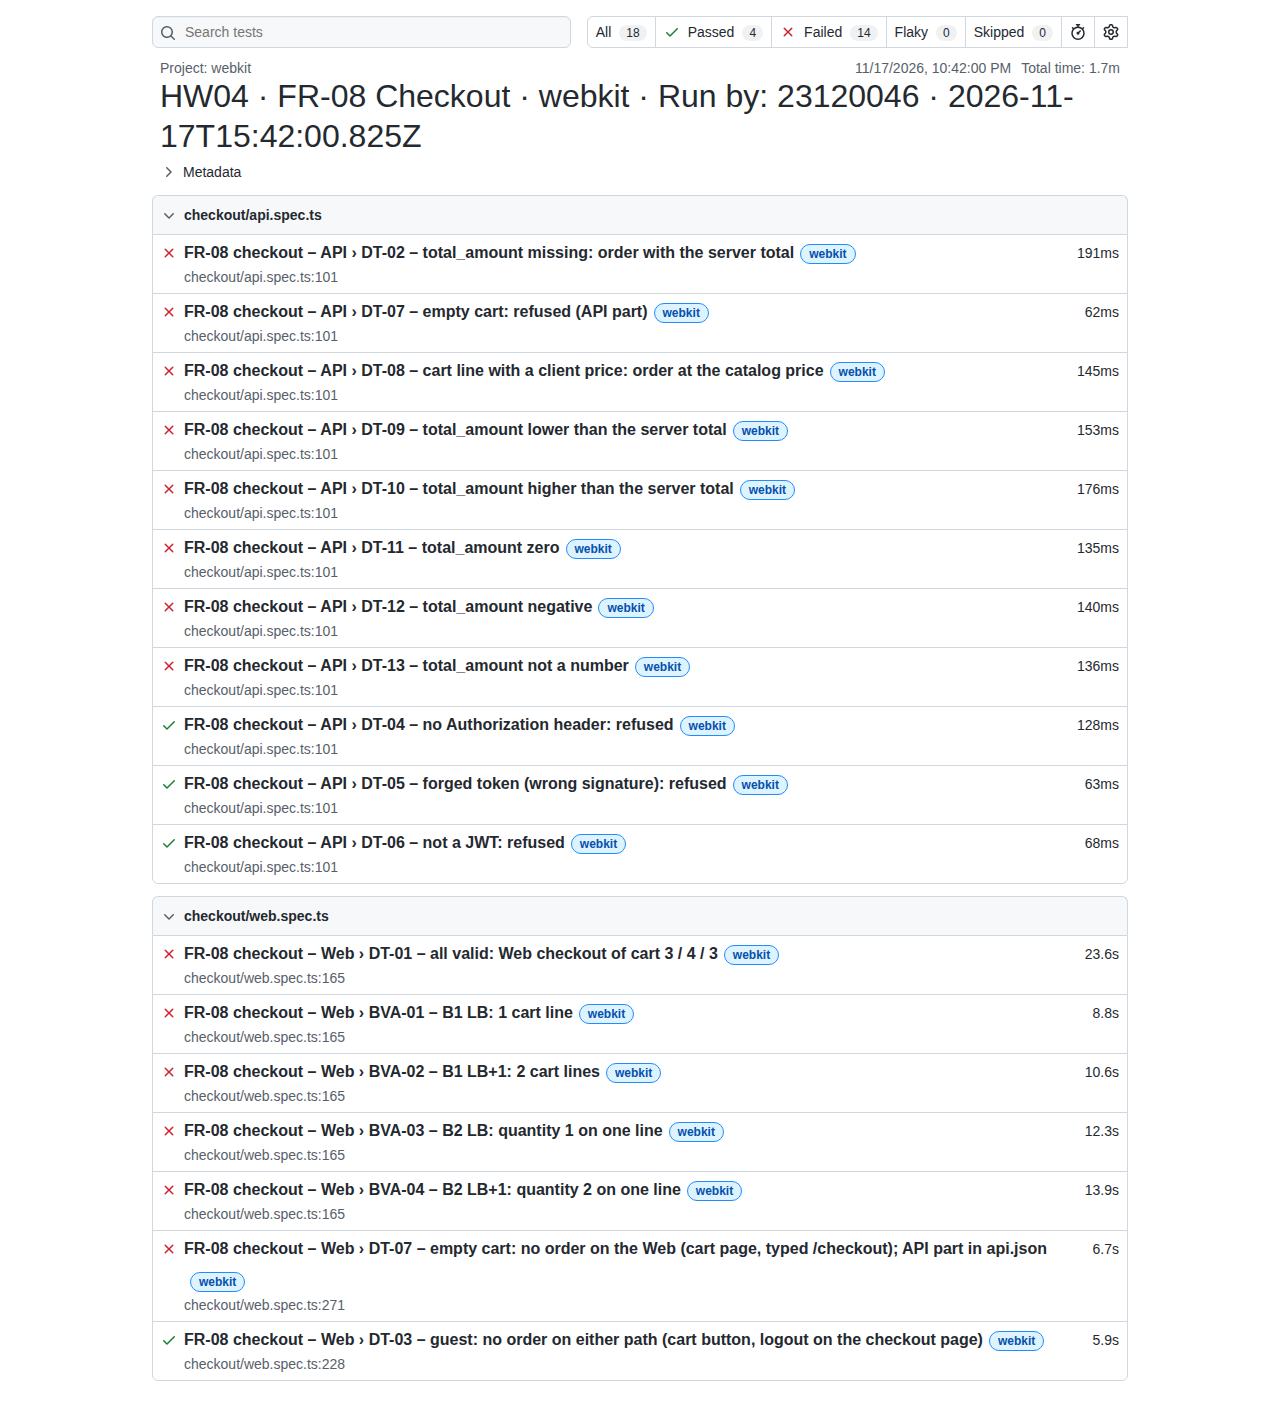 Search tests
All 18 Passed 4 Failed 14 Flaky 0 Skipped 0
Project: webkit 11/17/2026, 10:42:00 PM Total time: 1.7m
HW04 · FR-08 Checkout · webkit · Run by: 23120046 · 2026-11-
17T15:42:00.825Z
Metadata
checkout/api.spec.ts
FR-08 checkout – API › DT-02 – total_amount missing: order with the server total webkit 191ms
checkout/api.spec.ts:101
FR-08 checkout – API › DT-07 – empty cart: refused (API part) webkit 62ms
checkout/api.spec.ts:101
FR-08 checkout – API › DT-08 – cart line with a client price: order at the catalog price webkit 145ms
checkout/api.spec.ts:101
FR-08 checkout – API › DT-09 – total_amount lower than the server total webkit 153ms
checkout/api.spec.ts:101
FR-08 checkout – API › DT-10 – total_amount higher than the server total webkit 176ms
checkout/api.spec.ts:101
FR-08 checkout – API › DT-11 – total_amount zero webkit 135ms
checkout/api.spec.ts:101
FR-08 checkout – API › DT-12 – total_amount negative webkit 140ms
checkout/api.spec.ts:101
FR-08 checkout – API › DT-13 – total_amount not a number webkit 136ms
checkout/api.spec.ts:101
FR-08 checkout – API › DT-04 – no Authorization header: refused webkit 128ms
checkout/api.spec.ts:101
FR-08 checkout – API › DT-05 – forged token (wrong signature): refused webkit 63ms
checkout/api.spec.ts:101
FR-08 checkout – API › DT-06 – not a JWT: refused webkit 68ms
checkout/api.spec.ts:101
checkout/web.spec.ts
FR-08 checkout – Web › DT-01 – all valid: Web checkout of cart 3 / 4 / 3 webkit 23.6s
checkout/web.spec.ts:165
FR-08 checkout – Web › BVA-01 – B1 LB: 1 cart line webkit 8.8s
checkout/web.spec.ts:165
FR-08 checkout – Web › BVA-02 – B1 LB+1: 2 cart lines webkit 10.6s
checkout/web.spec.ts:165
FR-08 checkout – Web › BVA-03 – B2 LB: quantity 1 on one line webkit 12.3s
checkout/web.spec.ts:165
FR-08 checkout – Web › BVA-04 – B2 LB+1: quantity 2 on one line webkit 13.9s
checkout/web.spec.ts:165
FR-08 checkout – Web › DT-07 – empty cart: no order on the Web (cart page, typed /checkout); API part in api.json 6.7s
webkit
checkout/web.spec.ts:271
FR-08 checkout – Web › DT-03 – guest: no order on either path (cart button, logout on the checkout page) webkit 5.9s
checkout/web.spec.ts:228